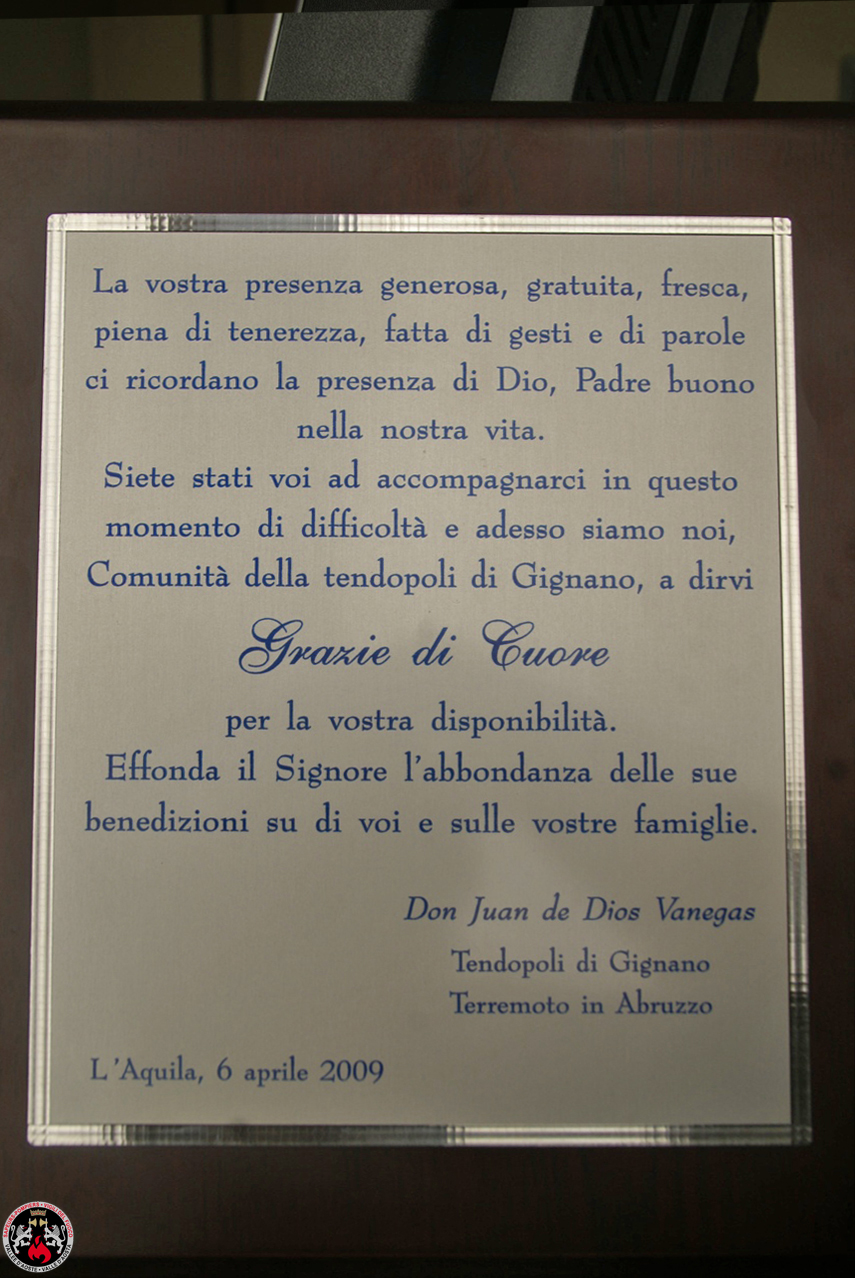 La vostra presenza generosa, gratuita, fresca,
piena di tenerezza, fatta di gesti e di parole
ci ricordano la presenza di Dio, Padre buono
nella nostra vita.
Siete stati voi ad accompagnarci in questo
momento di difficoltà e adesso siamo noi,
Comunità della tendopoli di Gignano, a dirvi
Grazie di Cuore
per la vostra disponibilità.
Effonda il Signore l'abbondanza delle sue
benedizioni su di voi e sulle vostre famiglie.
Don Juan de Dios Vanegas
Tendopoli di Gignano
Terremoto in Abruzzo
L'Aquila, 6 aprile 2009